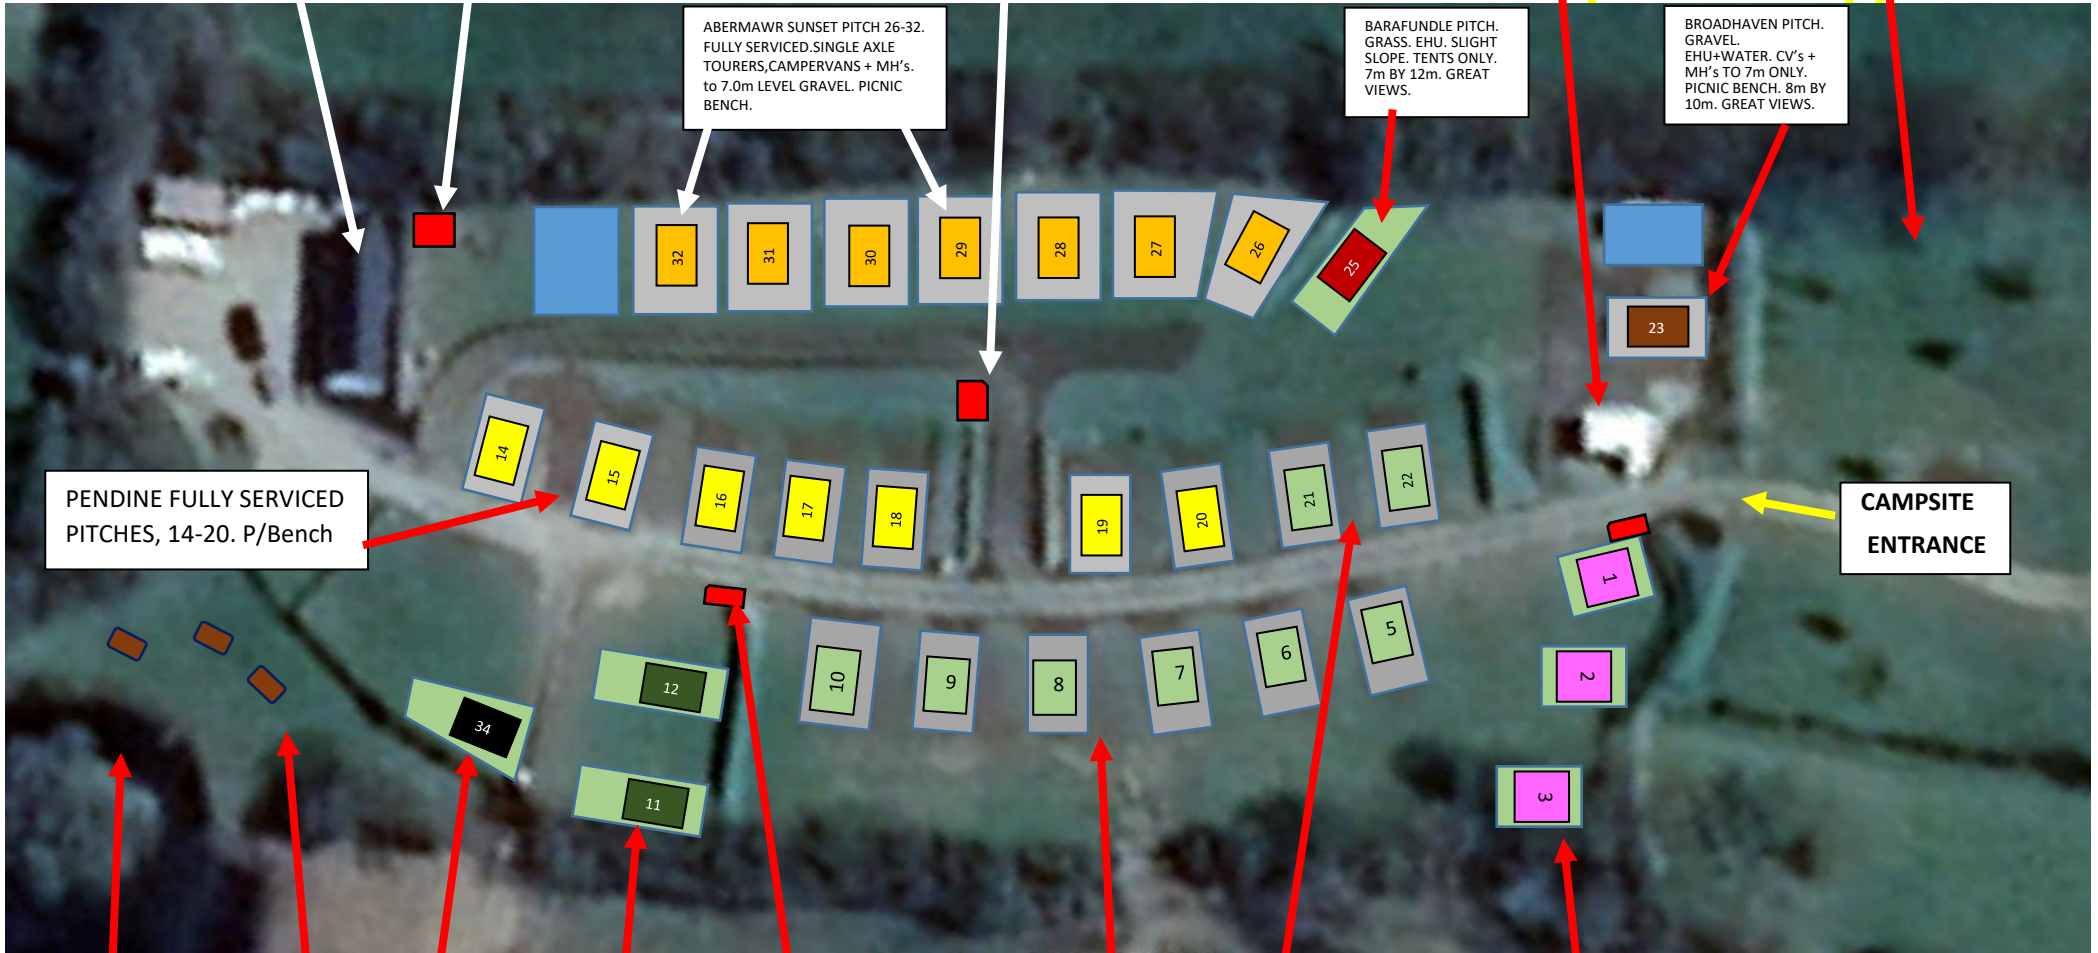 ABERMAWR SUNSET PITCH 26-32.
FULLY SERVICED.SINGLE AXLE
TOURERS,CAMPERVANS + MH's.
to 7.0m LEVEL GRAVEL. PICNIC
BENCH.
BARAFUNDLE PITCH.
GRASS. EHU. SLIGHT
SLOPE. TENTS ONLY.
7m BY 12m. GREAT
VIEWS.
BROADHAVEN PITCH.
GRAVEL.
EHU+WATER. CV's +
MH's TO 7m ONLY.
PICNIC BENCH. 8m BY
10m. GREAT VIEWS.
32
31
30
29
28
27
26
25
23
14
15
16
17
18
19
20
21
22
PENDINE FULLY SERVICED
PITCHES, 14-20. P/Bench
CAMPSITE
ENTRANCE
34
12
11
10
9
8
7
6
5
1
2
3